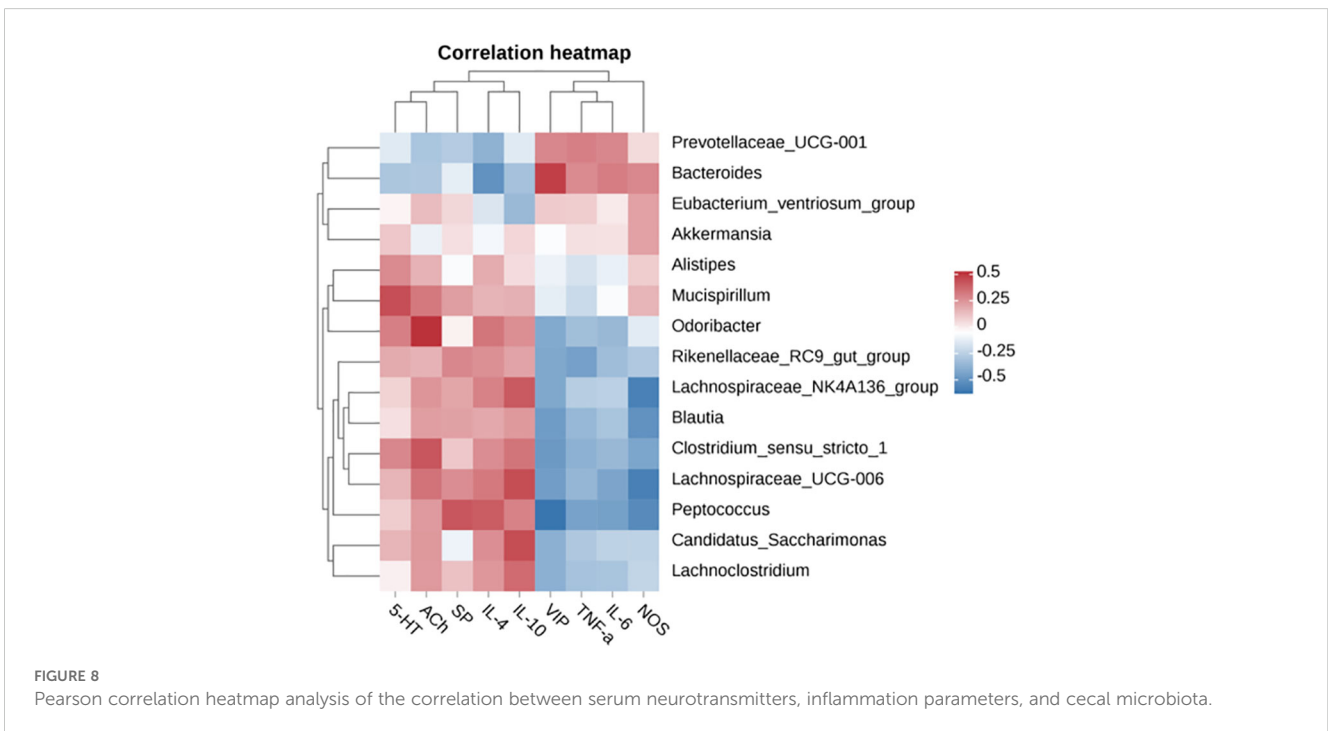 Correlation heatmap
Prevotellaceae_UCG-001
Bacteroides
Eubacterium_ventriosum_group
Akkermansia
Alistipes
Mucispirillum
Odoribacter
Rikenellaceae_RC9_gut_group
Lachnospiraceae_NK4A136_group
Blautia
Clostridium_sensu_stricto_1
Lachnospiraceae_UCG-006
Peptococcus
Candidatus_Saccharimonas
Lachnoclostridium
0.5
0.25
0
-0.25
-0.5
5-HT
ACh
SP
IL-4
IL-10
VIP
TNF-a
IL-6
NOS
FIGURE 8
Pearson correlation heatmap analysis of the correlation between serum neurotransmitters, inflammation parameters, and cecal microbiota.